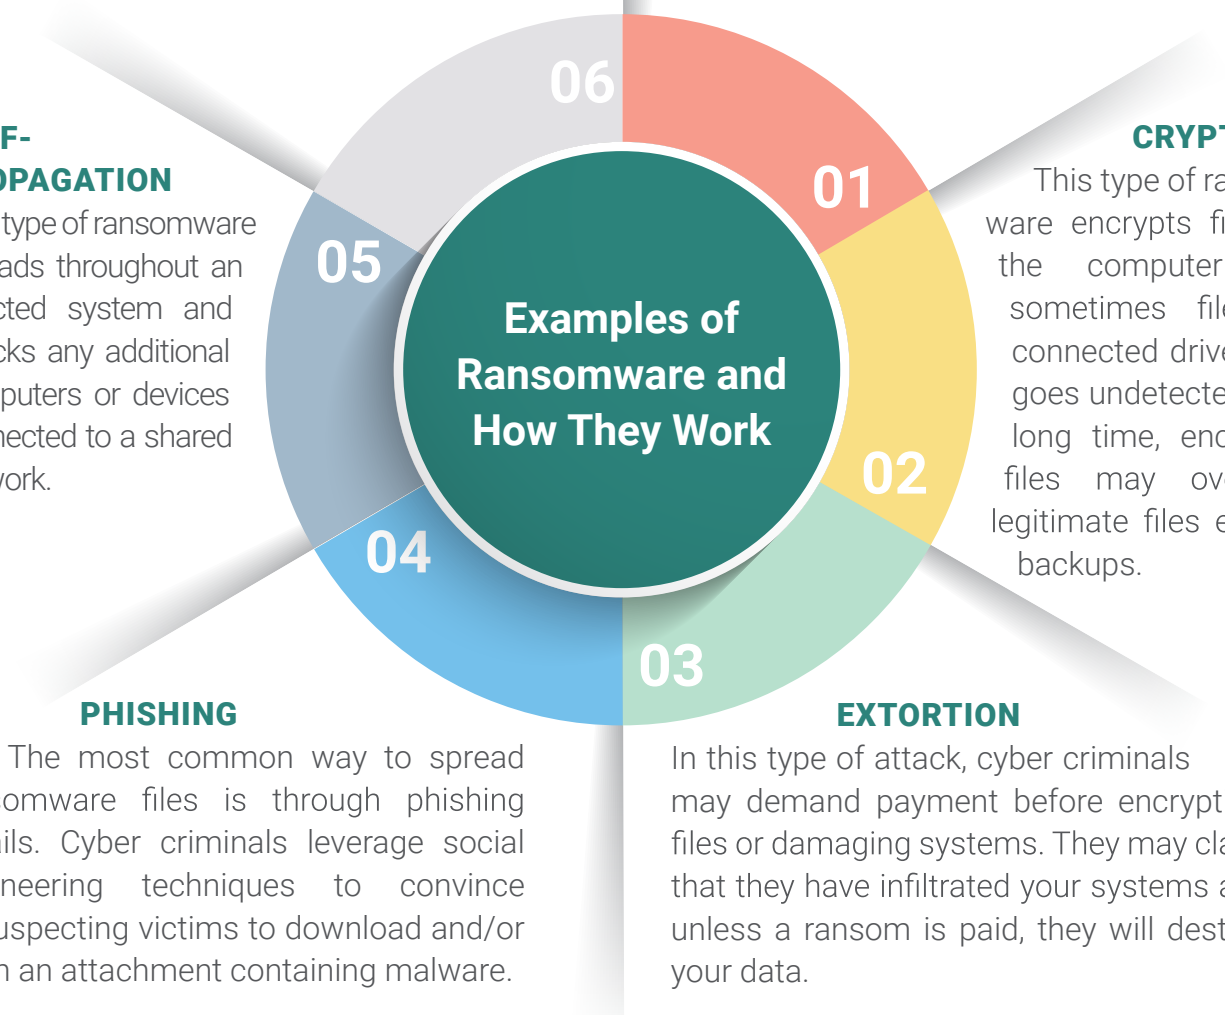 06
01
05
02
04
03
Examples of
Ransomware and
How They Work
F-
OPAGATION
type of ransomware
ads throughout an
cted system and
cks any additional
puters or devices
nected to a shared
work.
CRYPT
This type of ra
ware encrypts fi
the computer
sometimes file
connected drive
goes undetecte
long time, enc
files may ove
legitimate files e
backups.
PHISHING
The most common way to spread
somware files is through phishing
ails. Cyber criminals leverage social
neering techniques to convince
uspecting victims to download and/or
n an attachment containing malware.
EXTORTION
In this type of attack, cyber criminals
may demand payment before encrypt
files or damaging systems. They may cla
that they have infiltrated your systems a
unless a ransom is paid, they will dest
your data.